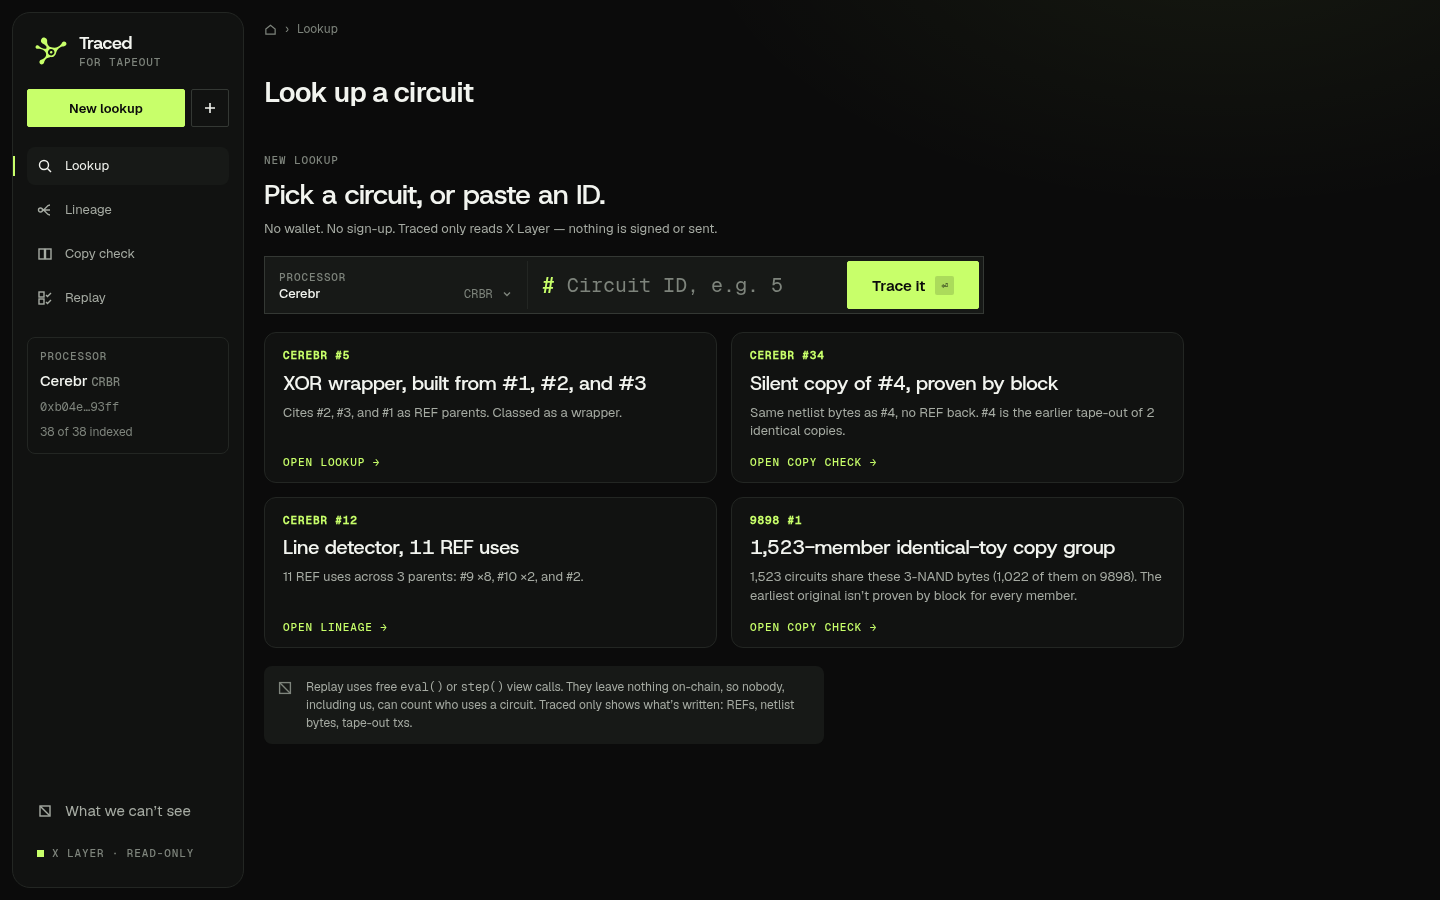 Traced
FOR TAPEOUT
New lookup
+
Lookup
Lineage
Copy check
Replay
PROCESSOR
Cerebr CRBR
0xb04e…93ff
38 of 38 indexed
What we can't see
X LAYER · READ-ONLY
› Lookup
Look up a circuit
NEW LOOKUP
Pick a circuit, or paste an ID.
No wallet. No sign-up. Traced only reads X Layer — nothing is signed or sent.
PROCESSOR
Cerebr CRBR
# Circuit ID, e.g. 5
Trace it ⏎
CEREBR #5
XOR wrapper, built from #1, #2, and #3
Cites #2, #3, and #1 as REF parents. Classed as a wrapper.
OPEN LOOKUP →
CEREBR #34
Silent copy of #4, proven by block
Same netlist bytes as #4, no REF back. #4 is the earlier tape-out of 2
identical copies.
OPEN COPY CHECK →
CEREBR #12
Line detector, 11 REF uses
11 REF uses across 3 parents: #9 ×8, #10 ×2, and #2.
OPEN LINEAGE →
9898 #1
1,523-member identical-toy copy group
1,523 circuits share these 3-NAND bytes (1,022 of them on 9898). The
earliest original isn't proven by block for every member.
OPEN COPY CHECK →
Replay uses free eval() or step() view calls. They leave nothing on-chain, so nobody,
including us, can count who uses a circuit. Traced only shows what's written: REFs, netlist
bytes, tape-out txs.